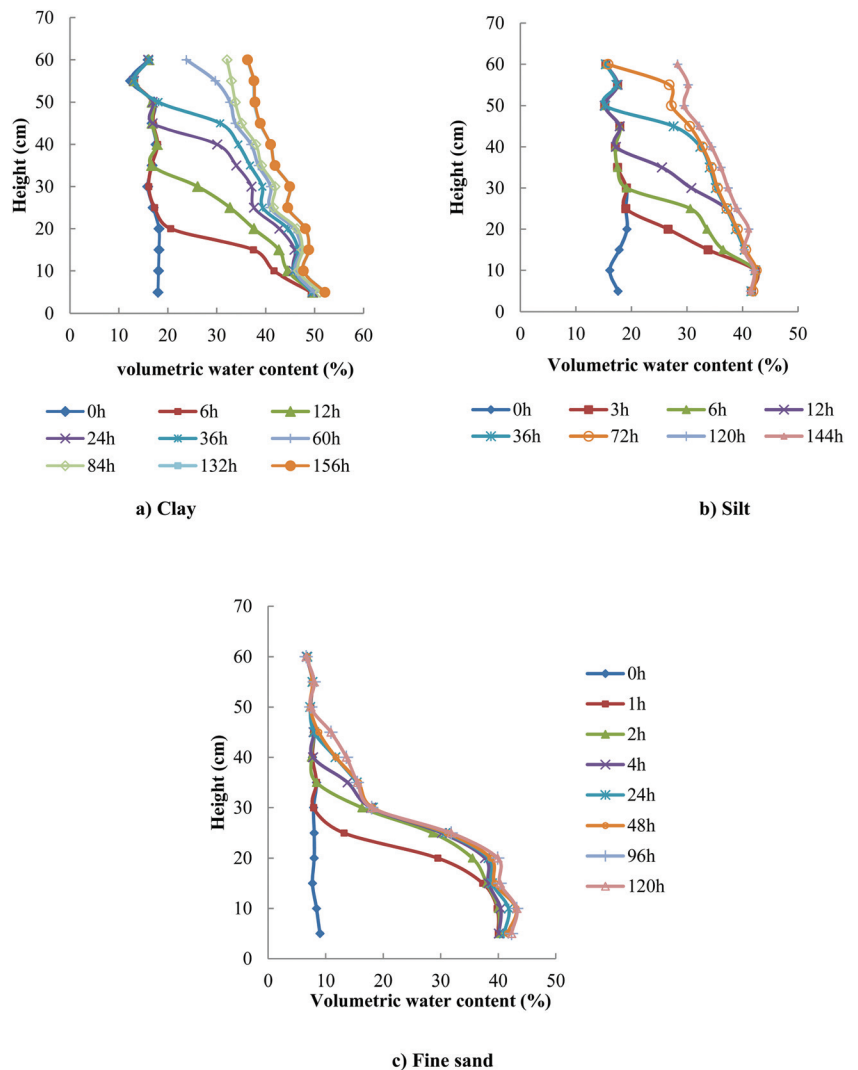 70
60
50
40
30
20
10
0
Height (cm)
0 10 20 30 40 50 60
volumetric water content (%)
0h 6h 12h
24h 36h 60h
84h 132h 156h
a) Clay
70
60
50
40
30
20
10
0
Height (cm)
0 10 20 30 40 50
Volumetric water content (%)
0h 3h 6h 12h
36h 72h 120h 144h
b) Silt
70
60
50
40
30
20
10
0
Height (cm)
0 10 20 30 40 50
Volumetric water content (%)
0h
1h
2h
4h
24h
48h
96h
120h
c) Fine sand